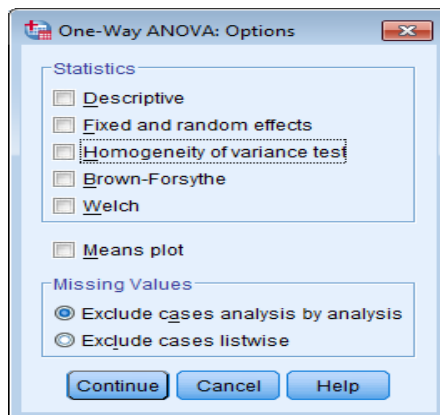 One-Way ANOVA: Options
Statistics
Descriptive
Fixed and random effects
Homogeneity of variance test
Brown-Forsythe
Welch
Means plot
Missing Values
Exclude cases analysis by analysis
Exclude cases listwise
Continue Cancel Help